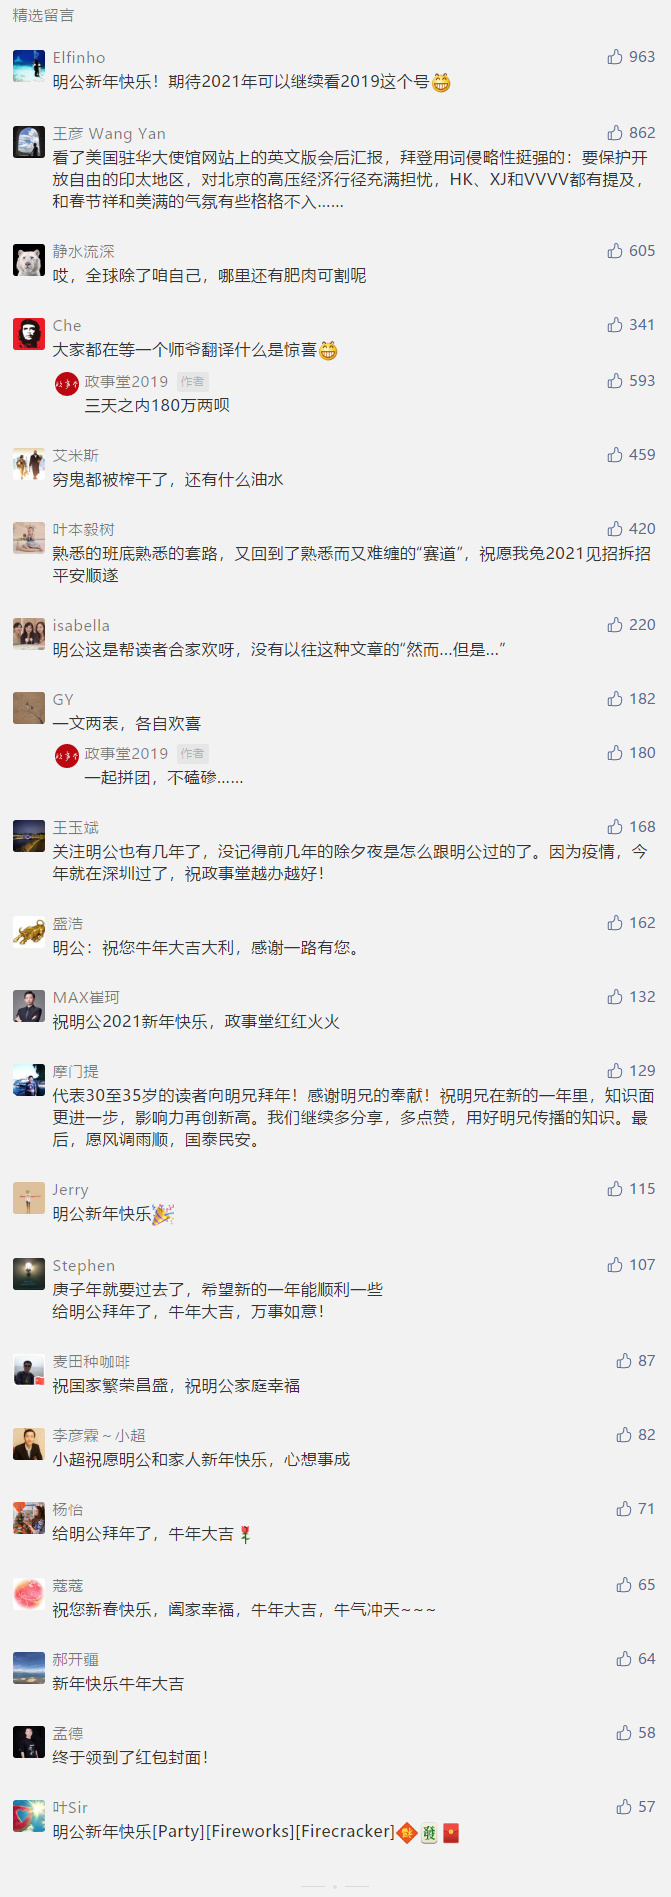 精选留言
Elfinho 963
明公新年快乐！期待2021年可以继续看2019这个号😁
王彦 Wang Yan 862
看了美国驻华大使馆网站上的英文版会后汇报，拜登用词侵略性挺强的：要保护开
放自由的印太地区，对北京的高压经济行径充满担忧，HK、XJ和VVVV都有提及，
和春节祥和美满的气氛有些格格不入……
静水流深 605
哎，全球除了咱自己，哪里还有肥肉可割呢
Che 341
大家都在等一个师爷翻译什么是惊喜😁
政事堂2019 作者 593
三天之内180万两呗
艾米斯 459
穷鬼都被榨干了，还有什么油水
叶本毅树 420
熟悉的班底熟悉的套路，又回到了熟悉而又难缠的“赛道”，祝愿我兔2021见招拆招
平安顺遂
isabella 220
明公这是帮读者合家欢呀，没有以往这种文章的“然而...但是...”
GY 182
一文两表，各自欢喜
政事堂2019 作者 180
一起拼团，不磕碜……
王玉斌 168
关注明公也有几年了，没记得前几年的除夕夜是怎么跟明公过的了。因为疫情，今
年就在深圳过了，祝政事堂越办越好！
盛浩 162
明公：祝您牛年大吉大利，感谢一路有您。
MAX崔珂 132
祝明公2021新年快乐，政事堂红红火火
摩门提 129
代表30至35岁的读者向明兄拜年！感谢明兄的奉献！祝明兄在新的一年里，知识面
更进一步，影响力再创新高。我们继续多分享，多点赞，用好明兄传播的知识。最
后，愿风调雨顺，国泰民安。
Jerry 115
明公新年快乐🎉
Stephen 107
庚子年就要过去了，希望新的一年能顺利一些
给明公拜年了，牛年大吉，万事如意！
麦田种咖啡 87
祝国家繁荣昌盛，祝明公家庭幸福
李彦霖～小超 82
小超祝愿明公和家人新年快乐，心想事成
杨怡 71
给明公拜年了，牛年大吉🌹
蔻蔻 65
祝您新春快乐，阖家幸福，牛年大吉，牛气冲天~~~
郝开疆 64
新年快乐牛年大吉
孟德 58
终于领到了红包封面！
叶Sir 57
明公新年快乐[Party][Fireworks][Firecracker]